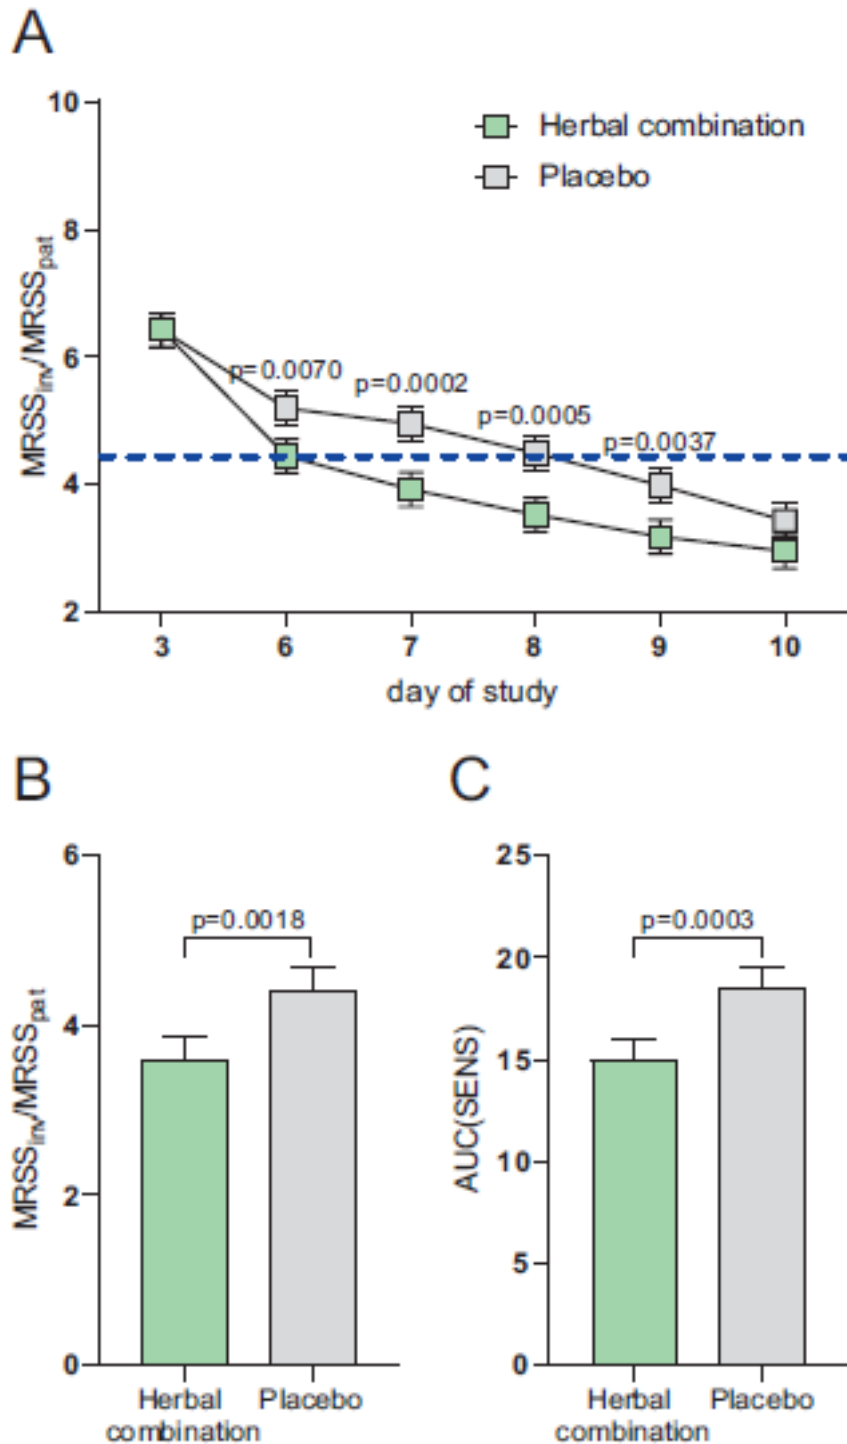 A
10
8
6
4
2
MRSSinv/MRSSpat
Herbal combination
Placebo
p=0.0070
p=0.0002
p=0.0005
p=0.0037
3 6 7 8 9 10
day of study
B
6
4
2
0
MRSSinv/MRSSpat
p=0.0018
Herbal
combination
Placebo
C
25
20
15
10
5
0
AUC(SENS)
p=0.0003
Herbal
combination
Placebo